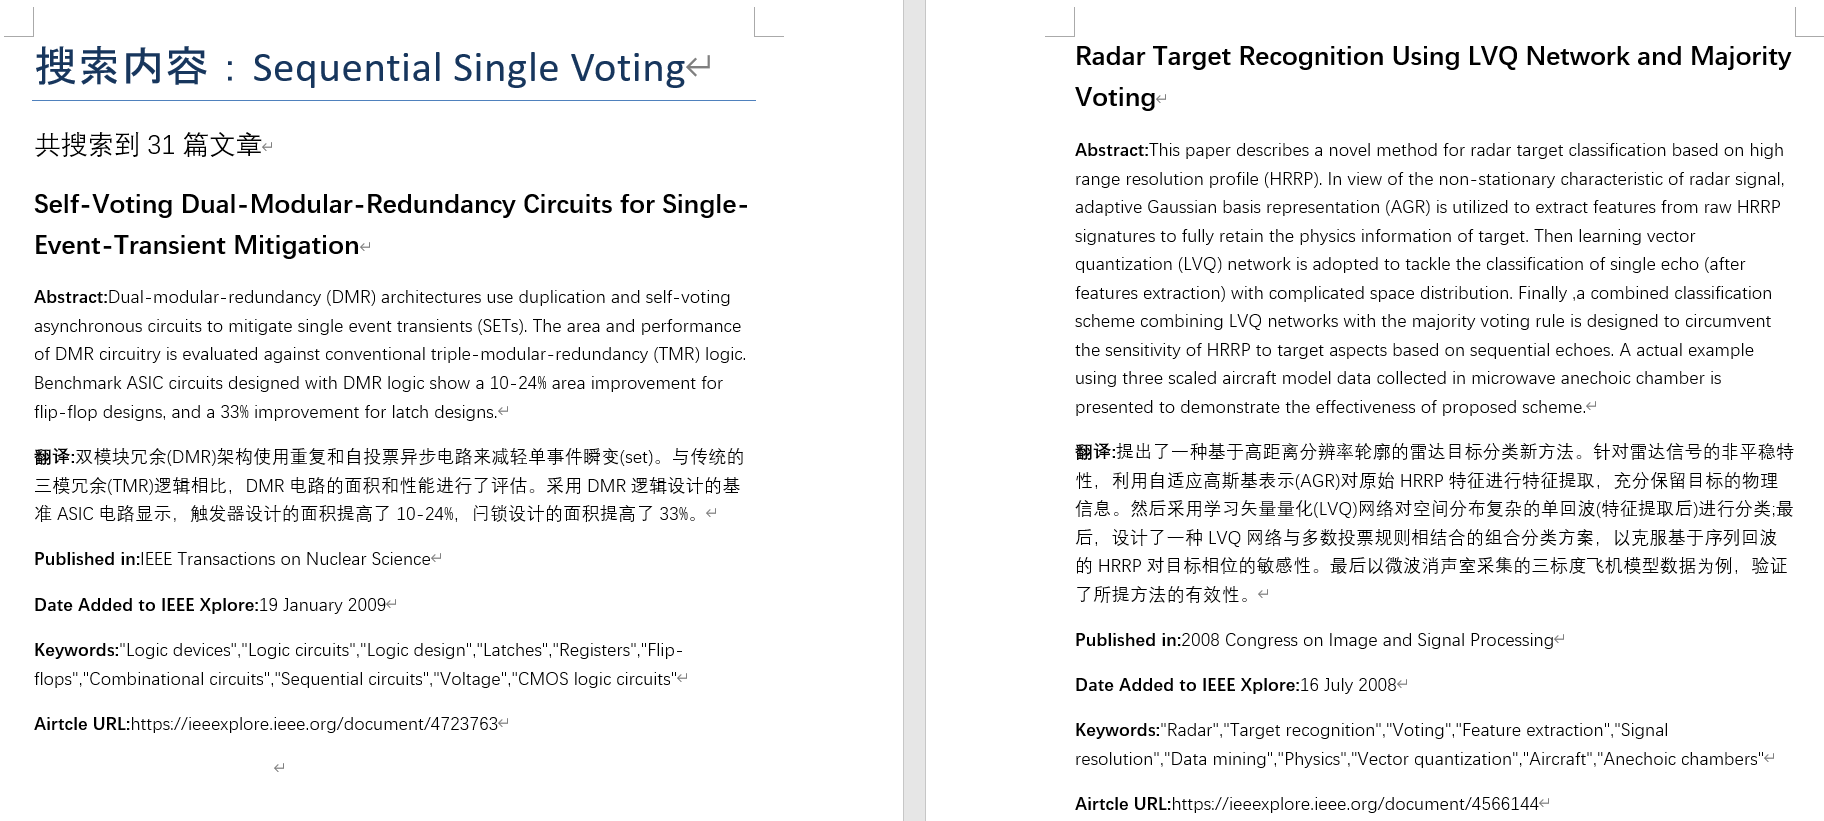 搜索内容：Sequential Single Voting
共搜索到 31 篇文章
Self-Voting Dual-Modular-Redundancy Circuits for Single-
Event-Transient Mitigation
Abstract:Dual-modular-redundancy (DMR) architectures use duplication and self-voting
asynchronous circuits to mitigate single event transients (SETs). The area and performance
of DMR circuitry is evaluated against conventional triple-modular-redundancy (TMR) logic.
Benchmark ASIC circuits designed with DMR logic show a 10-24% area improvement for
flip-flop designs, and a 33% improvement for latch designs.
翻译:双模块冗余(DMR)架构使用重复和自投票异步电路来减轻单事件瞬变(set)。与传统的
三模冗余(TMR)逻辑相比，DMR 电路的面积和性能进行了评估。采用 DMR 逻辑设计的基
准 ASIC 电路显示，触发器设计的面积提高了 10-24%，闩锁设计的面积提高了 33%。
Published in:IEEE Transactions on Nuclear Science
Date Added to IEEE Xplore:19 January 2009
Keywords:"Logic devices","Logic circuits","Logic design","Latches","Registers","Flip-
flops","Combinational circuits","Sequential circuits","Voltage","CMOS logic circuits"
Airtcle URL:https://ieeexplore.ieee.org/document/4723763
Radar Target Recognition Using LVQ Network and Majority
Voting
Abstract:This paper describes a novel method for radar target classification based on high
range resolution profile (HRRP). In view of the non-stationary characteristic of radar signal,
adaptive Gaussian basis representation (AGR) is utilized to extract features from raw HRRP
signatures to fully retain the physics information of target. Then learning vector
quantization (LVQ) network is adopted to tackle the classification of single echo (after
features extraction) with complicated space distribution. Finally ,a combined classification
scheme combining LVQ networks with the majority voting rule is designed to circumvent
the sensitivity of HRRP to target aspects based on sequential echoes. A actual example
using three scaled aircraft model data collected in microwave anechoic chamber is
presented to demonstrate the effectiveness of proposed scheme.
翻译:提出了一种基于高距离分辨率轮廓的雷达目标分类新方法。针对雷达信号的非平稳特
性，利用自适应高斯基表示(AGR)对原始 HRRP 特征进行特征提取，充分保留目标的物理
信息。然后采用学习矢量量化(LVQ)网络对空间分布复杂的单回波(特征提取后)进行分类;最
后，设计了一种 LVQ 网络与多数投票规则相结合的组合分类方案，以克服基于序列回波
的 HRRP 对目标相位的敏感性。最后以微波消声室采集的三标度飞机模型数据为例，验证
了所提方法的有效性。
Published in:2008 Congress on Image and Signal Processing
Date Added to IEEE Xplore:16 July 2008
Keywords:"Radar","Target recognition","Voting","Feature extraction","Signal
resolution","Data mining","Physics","Vector quantization","Aircraft","Anechoic chambers"
Airtcle URL:https://ieeexplore.ieee.org/document/4566144